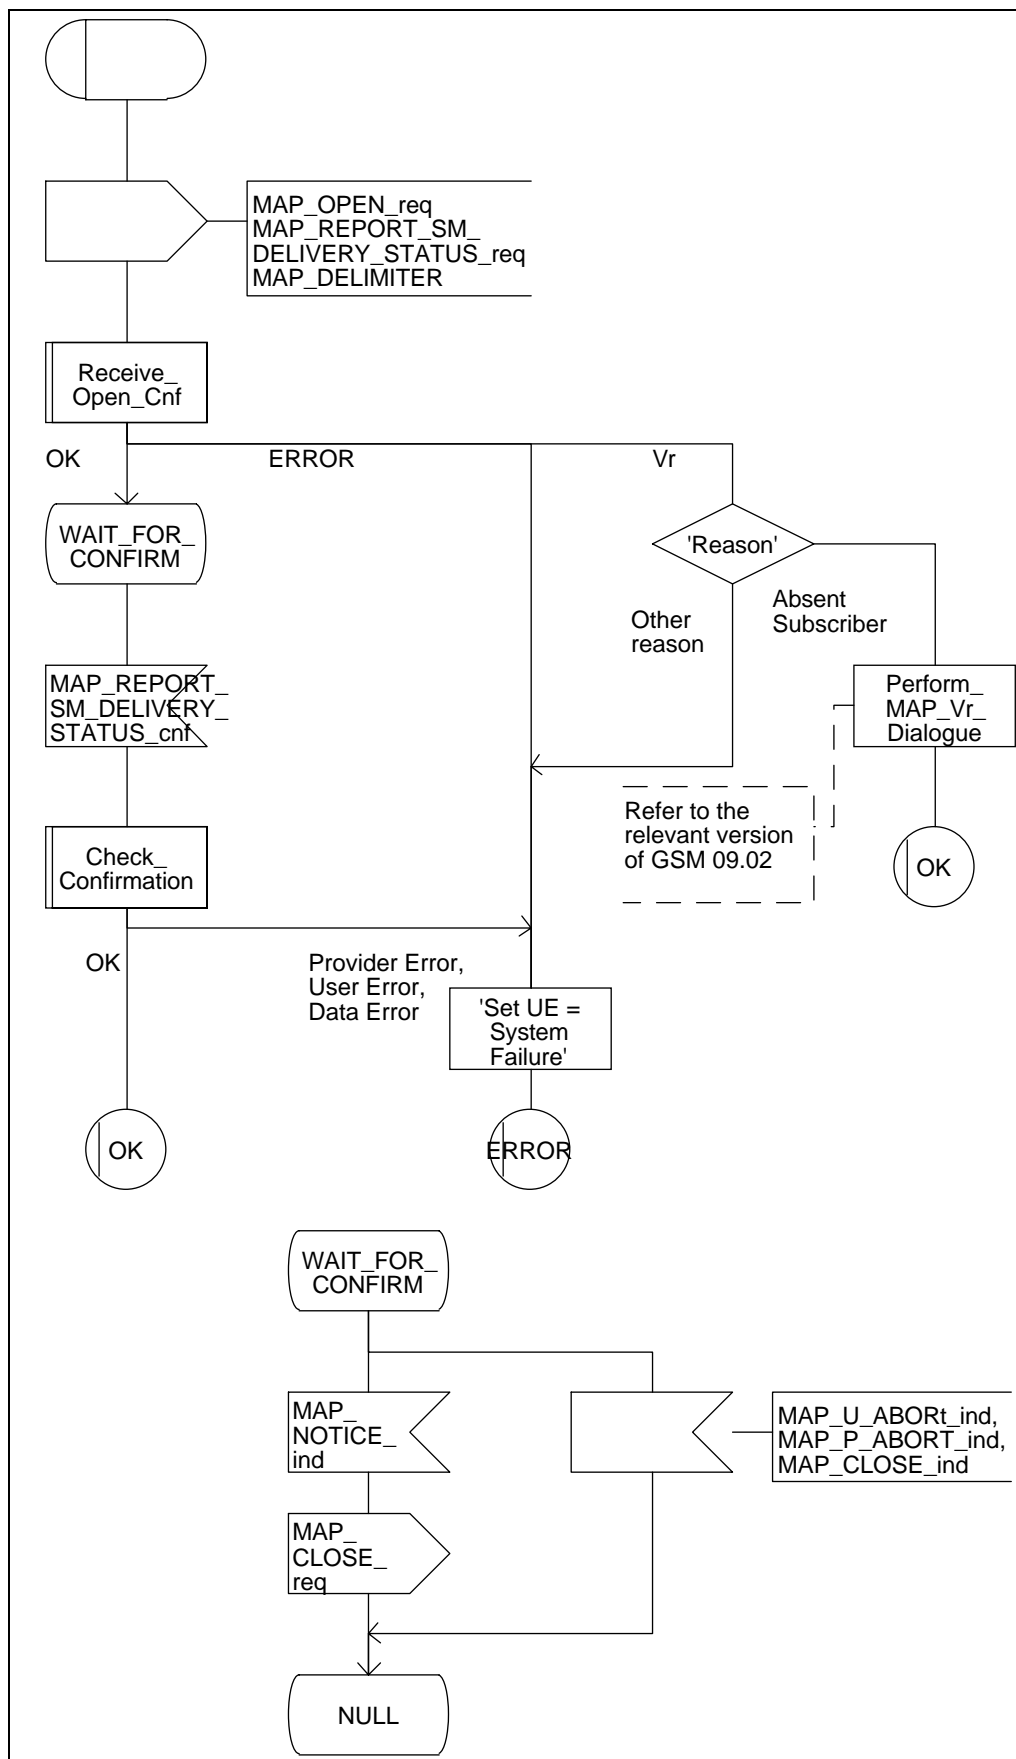 MAP_OPEN_req
MAP_REPORT_SM_
DELIVERY_STATUS_req
MAP_DELIMITER
Receive_
Open_Cnf
OK
ERROR
Vr
WAIT_FOR_
CONFIRM
'Reason'
Other
reason
Absent
Subscriber
MAP_REPORT_
SM_DELIVERY_
STATUS_cnf
Perform_
MAP_Vr_
Dialogue
Refer to the
relevant version
of GSM 09.02
OK
Check_
Confirmation
OK
Provider Error,
User Error,
Data Error
'Set UE =
System
Failure'
OK
ERROR
WAIT_FOR_
CONFIRM
MAP_
NOTICE_
ind
MAP_U_ABORt_ind,
MAP_P_ABORT_ind,
MAP_CLOSE_ind
MAP_
CLOSE_
req
NULL